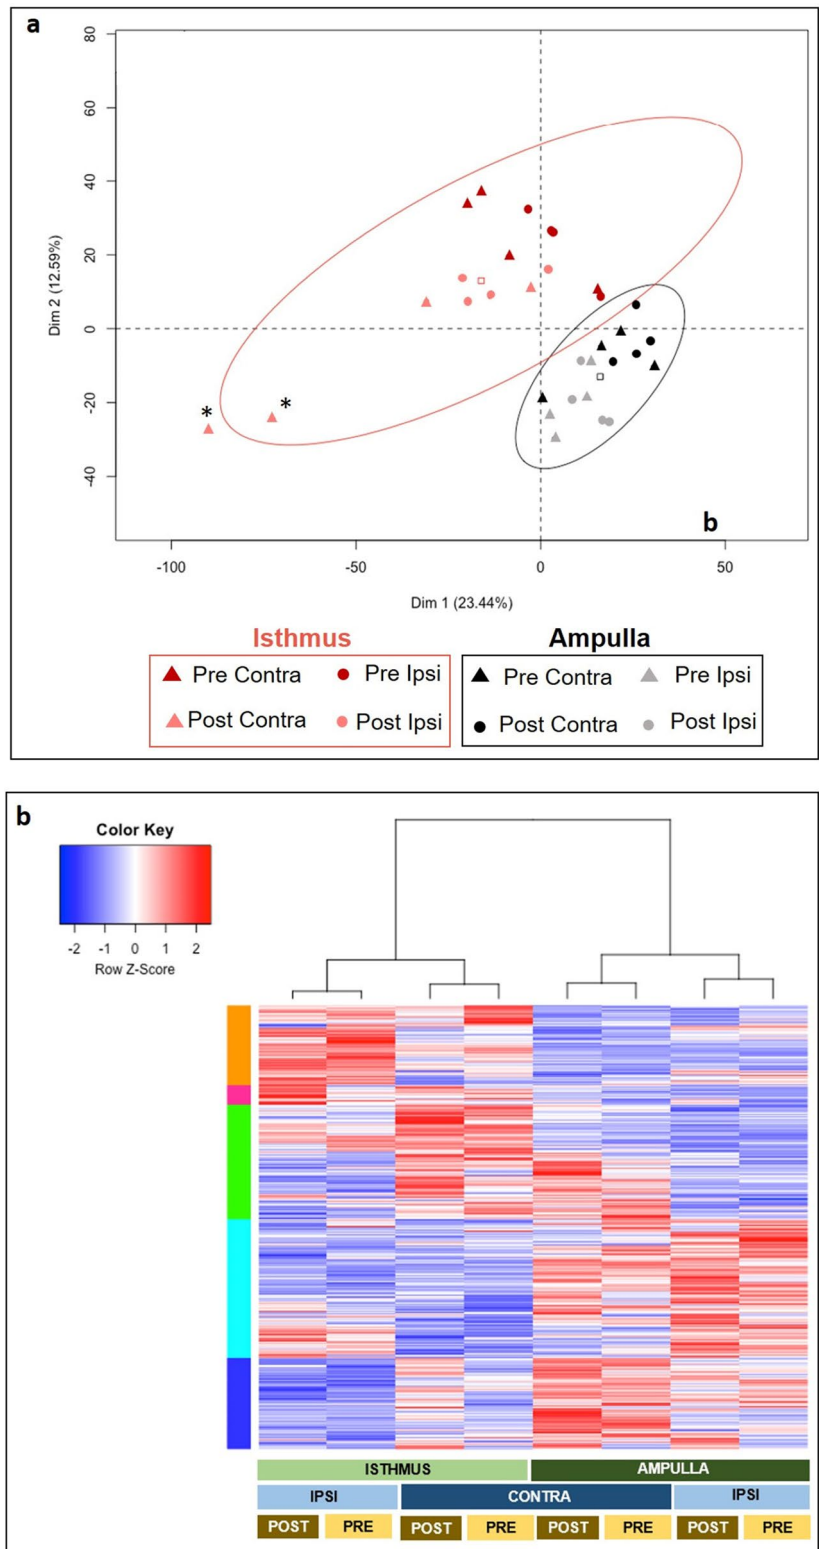 a
80
60
40
20
0
-20
-40
Dim 2 (12.59%)
* *
b
-100 -50 0 50
Dim 1 (23.44%)
Isthmus Ampulla
Pre Contra Pre Ipsi Pre Contra Pre Ipsi
Post Contra Post Ipsi Post Contra Post Ipsi
b
Color Key
-2 -1 0 1 2
Row Z-Score
ISTHMUS AMPULLA
IPSI CONTRA IPSI
POST PRE POST PRE POST PRE POST PRE